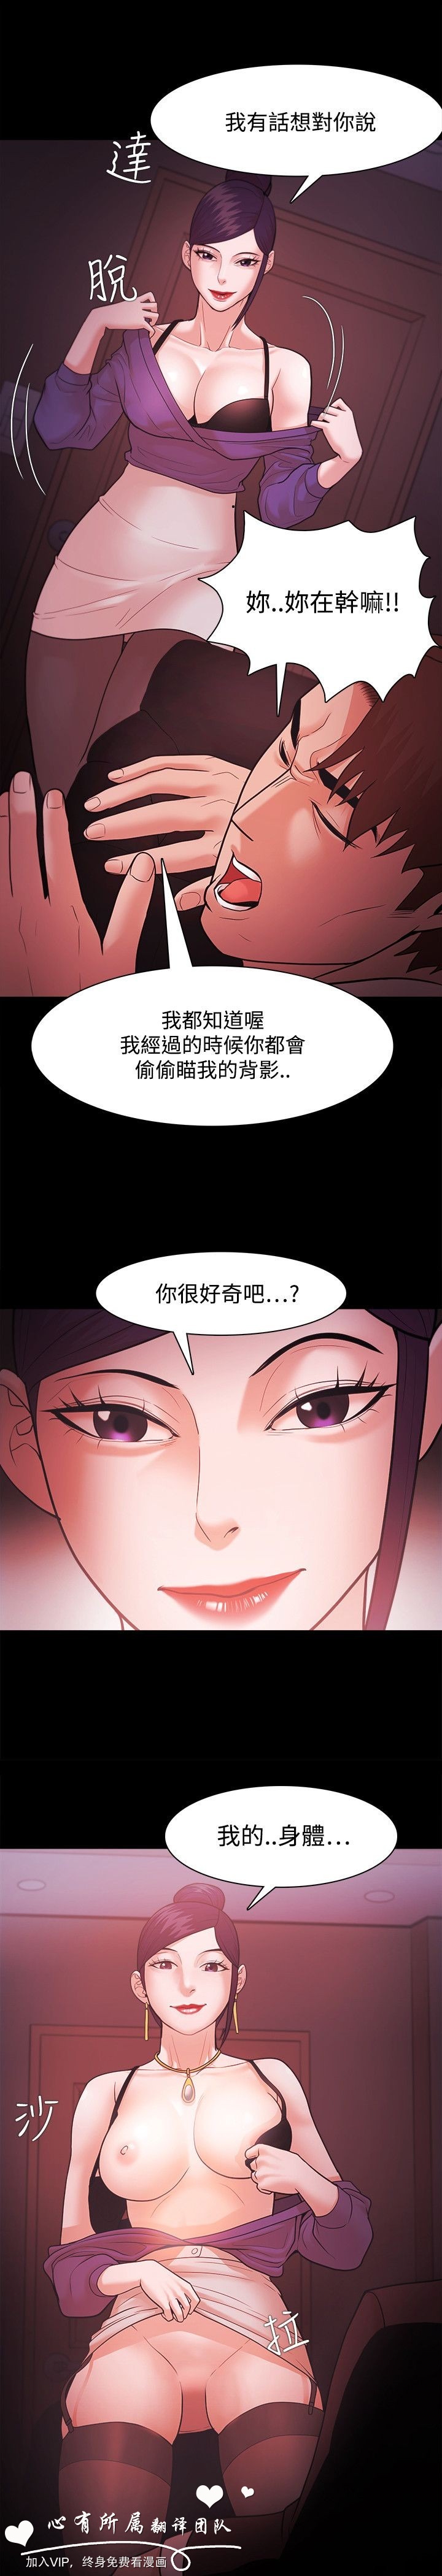 我有話想對你說
達
脫
妳..妳在幹嘛!!
我都知道喔
我經過的時候你都會
偷偷瞄我的背影..
你很好奇吧...?
我的..身體...
沙
拉
心有所属翻译团队
加入VIP，终身免费看漫画